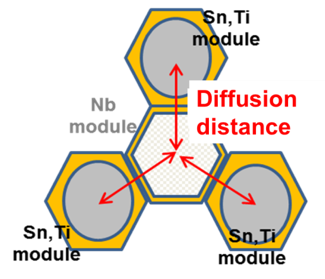 Sn,Ti
module
Nb
module
Diffusion
distance
Sn,Ti
module
Sn,Ti
module